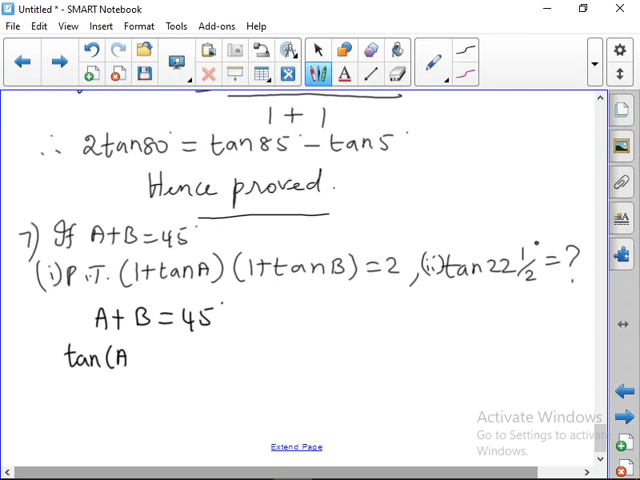 Untitled * - SMART Notebook
File Edit View Insert Format Tools Add-ons Help
1 + 1
∴ 2tan80° = tan85° - tan5°
Hence proved.
7) If A+B=45°
(i) P.T. (1+tanA) (1+tanB) = 2 , (ii) tan 22 1/2° = ?
A+B = 45°
tan(A
Activate Windows
Go to Settings to activate
Windows.
Extend Page